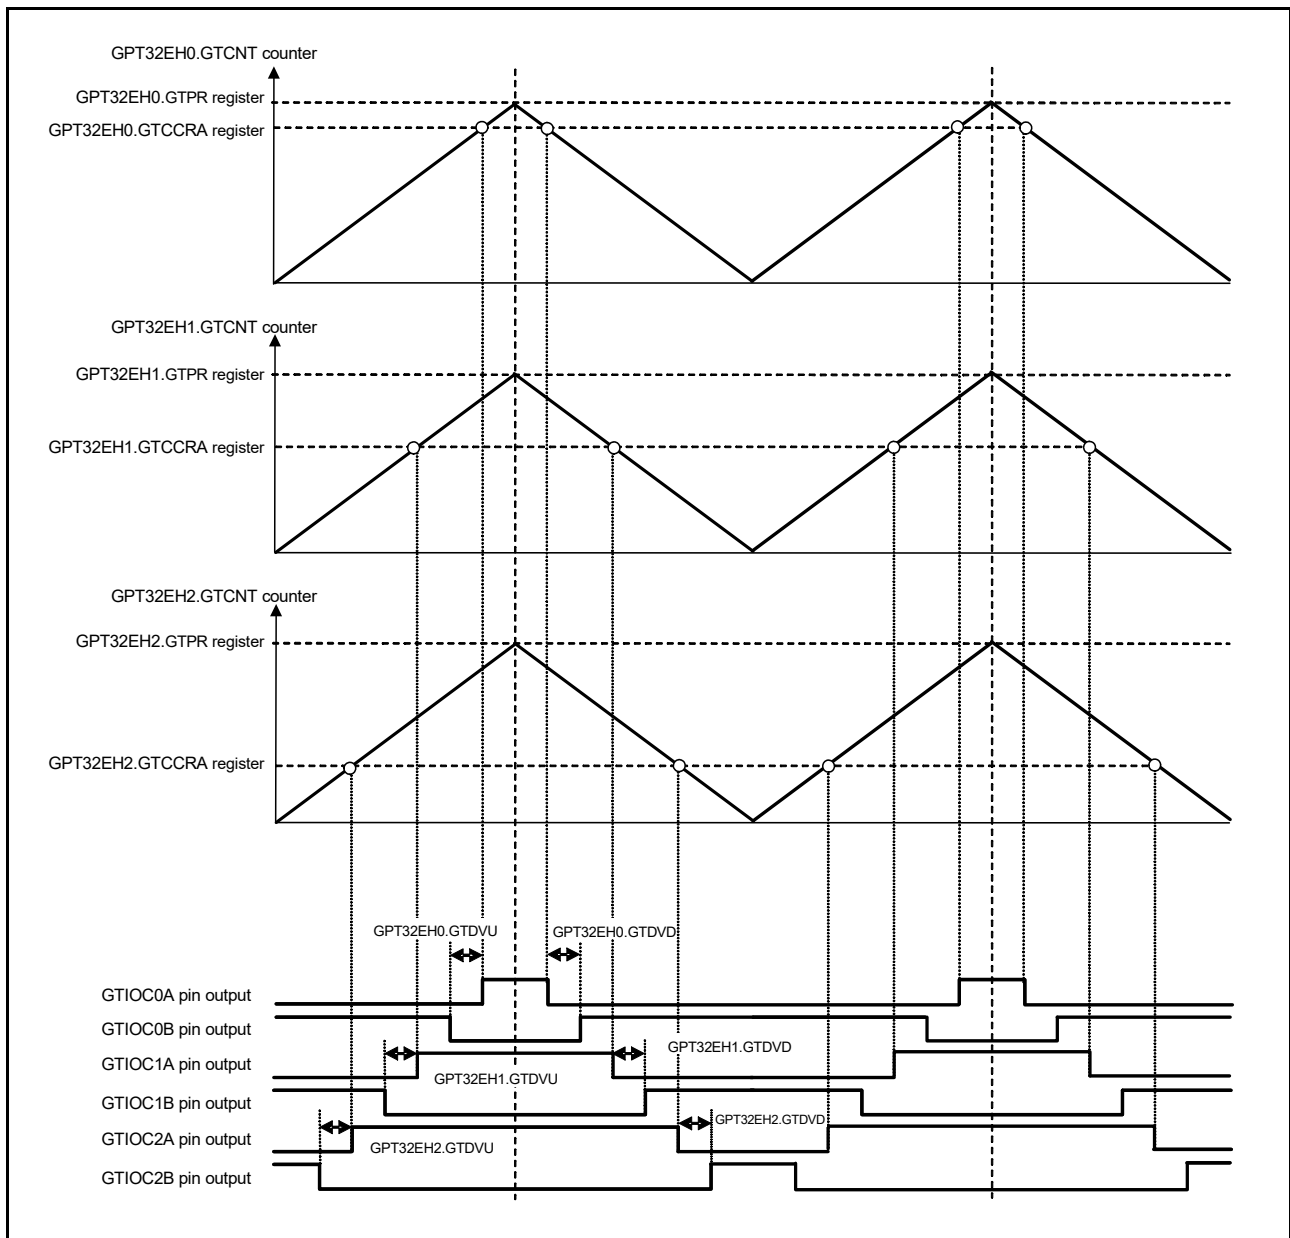 GPT32EH0.GTCNT counter
GPT32EH0.GTPR register
GPT32EH0.GTCCRA register
GPT32EH1.GTCNT counter
GPT32EH1.GTPR register
GPT32EH1.GTCCRA register
GPT32EH2.GTCNT counter
GPT32EH2.GTPR register
GPT32EH2.GTCCRA register
GPT32EH0.GTDVU
GPT32EH0.GTDVD
GTIOC0A pin output
GTIOC0B pin output
GPT32EH1.GTDVD
GTIOC1A pin output
GPT32EH1.GTDVU
GTIOC1B pin output
GPT32EH2.GTDVD
GTIOC2A pin output
GPT32EH2.GTDVU
GTIOC2B pin output